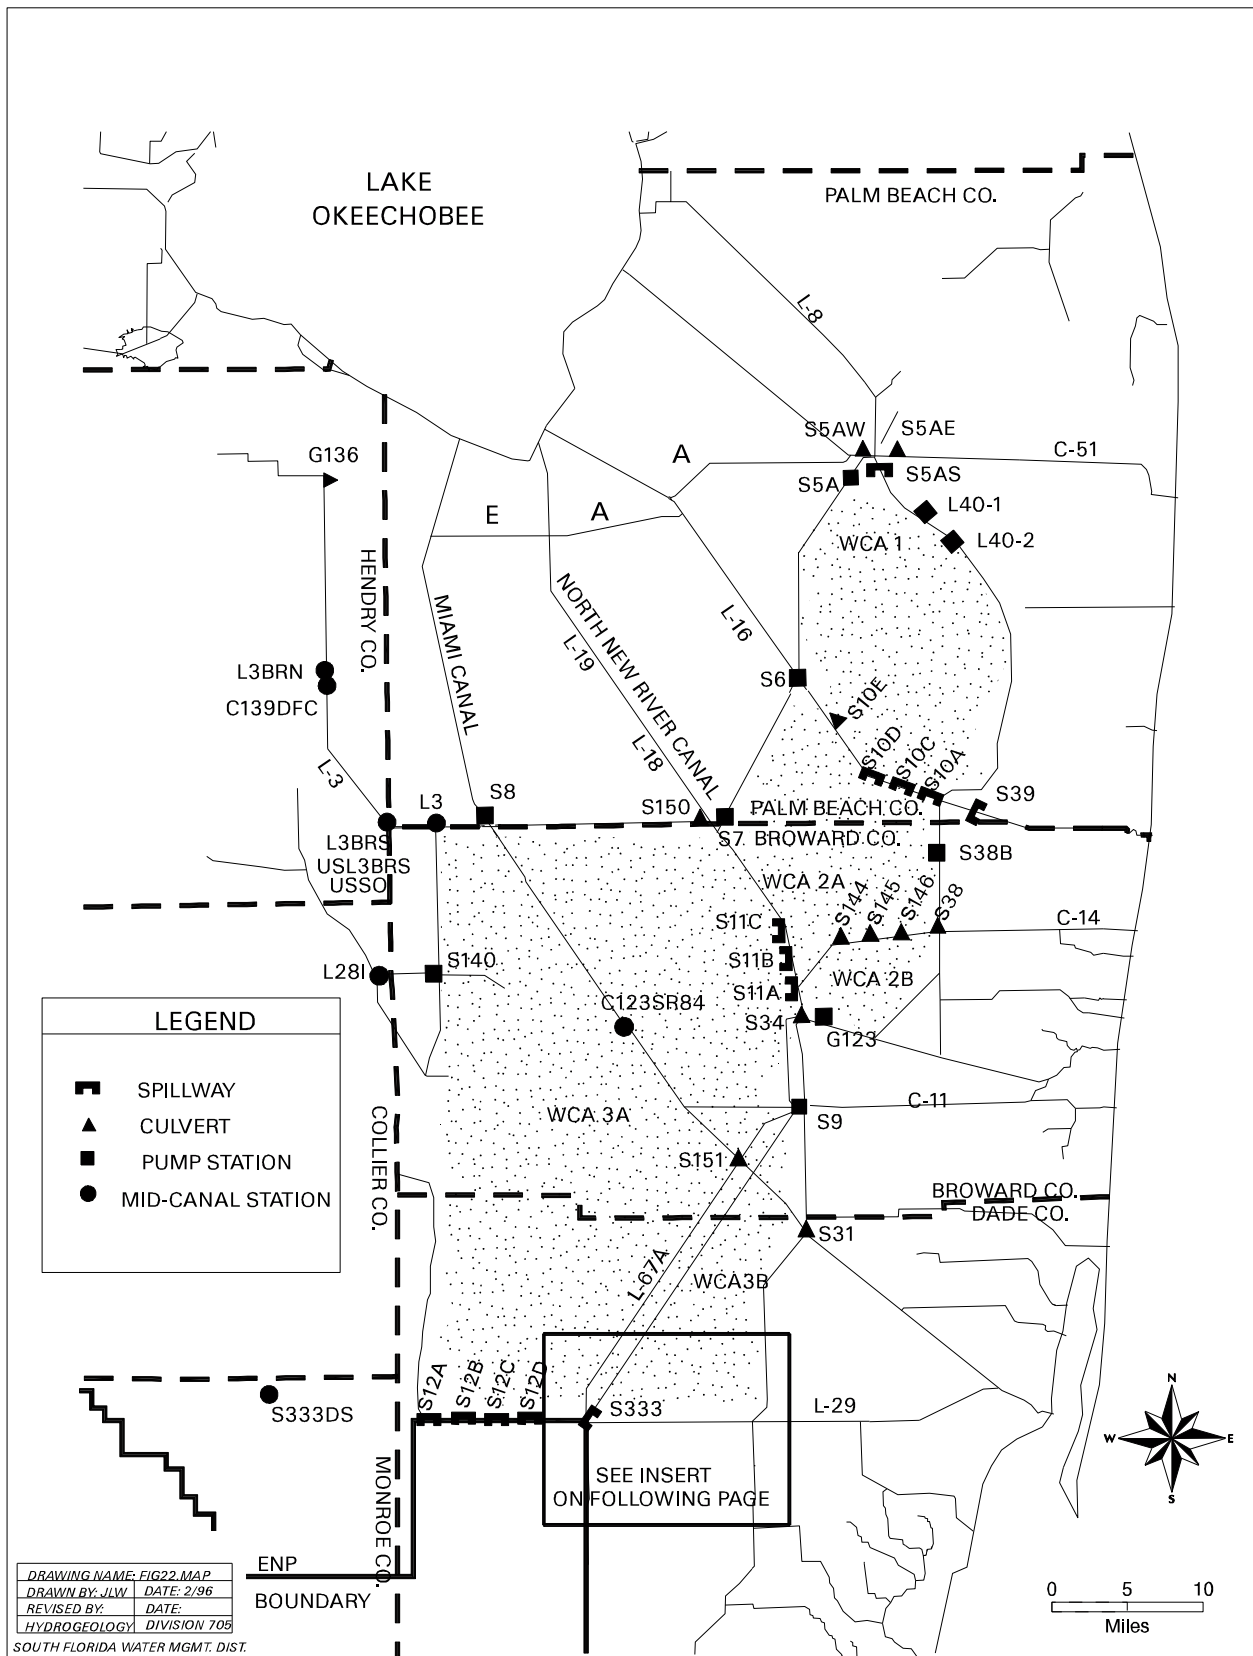 LAKE
OKEECHOBEE
PALM BEACH CO.
L-8
S5AW
S5AE
C-51
G136
A
S5A
S5AS
L40-1
E
A
WCA 1
L40-2
HENDRY CO.
MIAMI CANAL
NORTH NEW RIVER CANAL
L-19
L-16
L3BRN
S6
C139DFC
S10E
L-18
S10D
S10C
S10A
L-3
L3
S8
S150
PALM BEACH CO.
S39
L3BRS
S7
BROWARD CO.
USL3BRS
USSO
S38B
WCA 2A
S144
S145
S146
S38
S11C
C-14
S11B
L28I
S140
WCA 2B
S11A
C123SR84
S34
G123
LEGEND
SPILLWAY
CULVERT
PUMP STATION
MID-CANAL STATION
C-11
COLLIER CO.
WCA 3A
S9
S151
BROWARD CO.
DADE CO.
S31
L-67A
WCA3B
S12A
S12B
S12C
S12D
S333
S333DS
L-29
N
W
E
S
MONROE CO.
SEE INSERT
ON FOLLOWING PAGE
ENP
BOUNDARY
DRAWING NAME: FIG22.MAP
DRAWN BY: JLW DATE: 2/96
REVISED BY: DATE:
HYDROGEOLOGY DIVISION 705
SOUTH FLORIDA WATER MGMT. DIST.
0 5 10
Miles